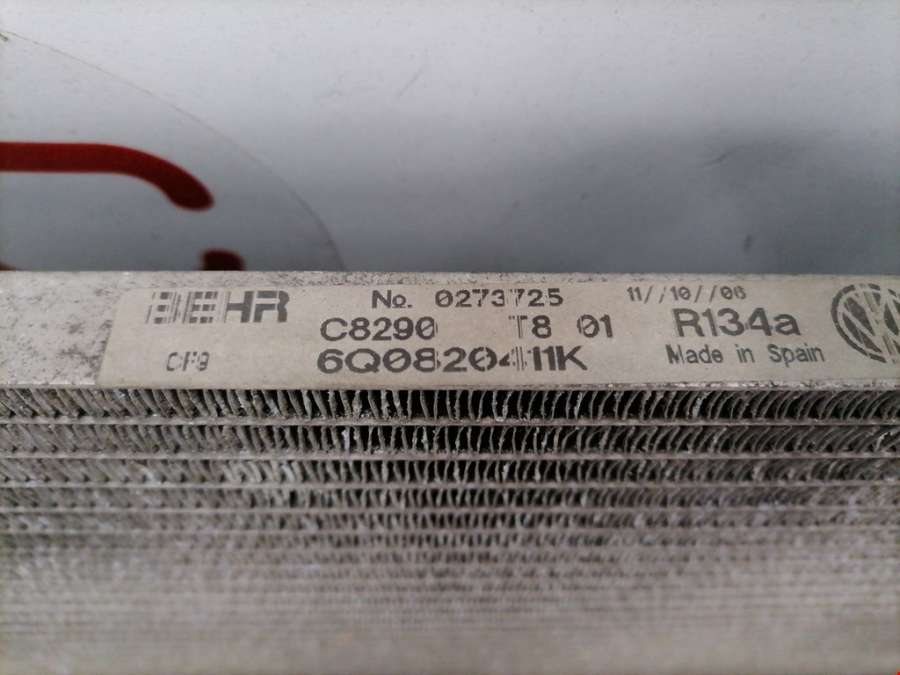 BEHR No. 0273725 11//10//06
C8290 T8 01 R134a
CF9 6Q0820411K Made in Spain